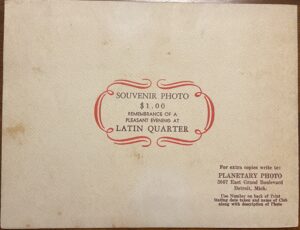 SOUVENIR PHOTO
$1.00
REMEMBRANCE OF A
PLEASANT EVENING AT
LATIN QUARTER
For extra copies write to:
PLANETARY PHOTO
3067 East Grand Boulevard
Detroit, Mich.
Use Number on back of Print
Stating date taken and name of Club
along with description of Photo